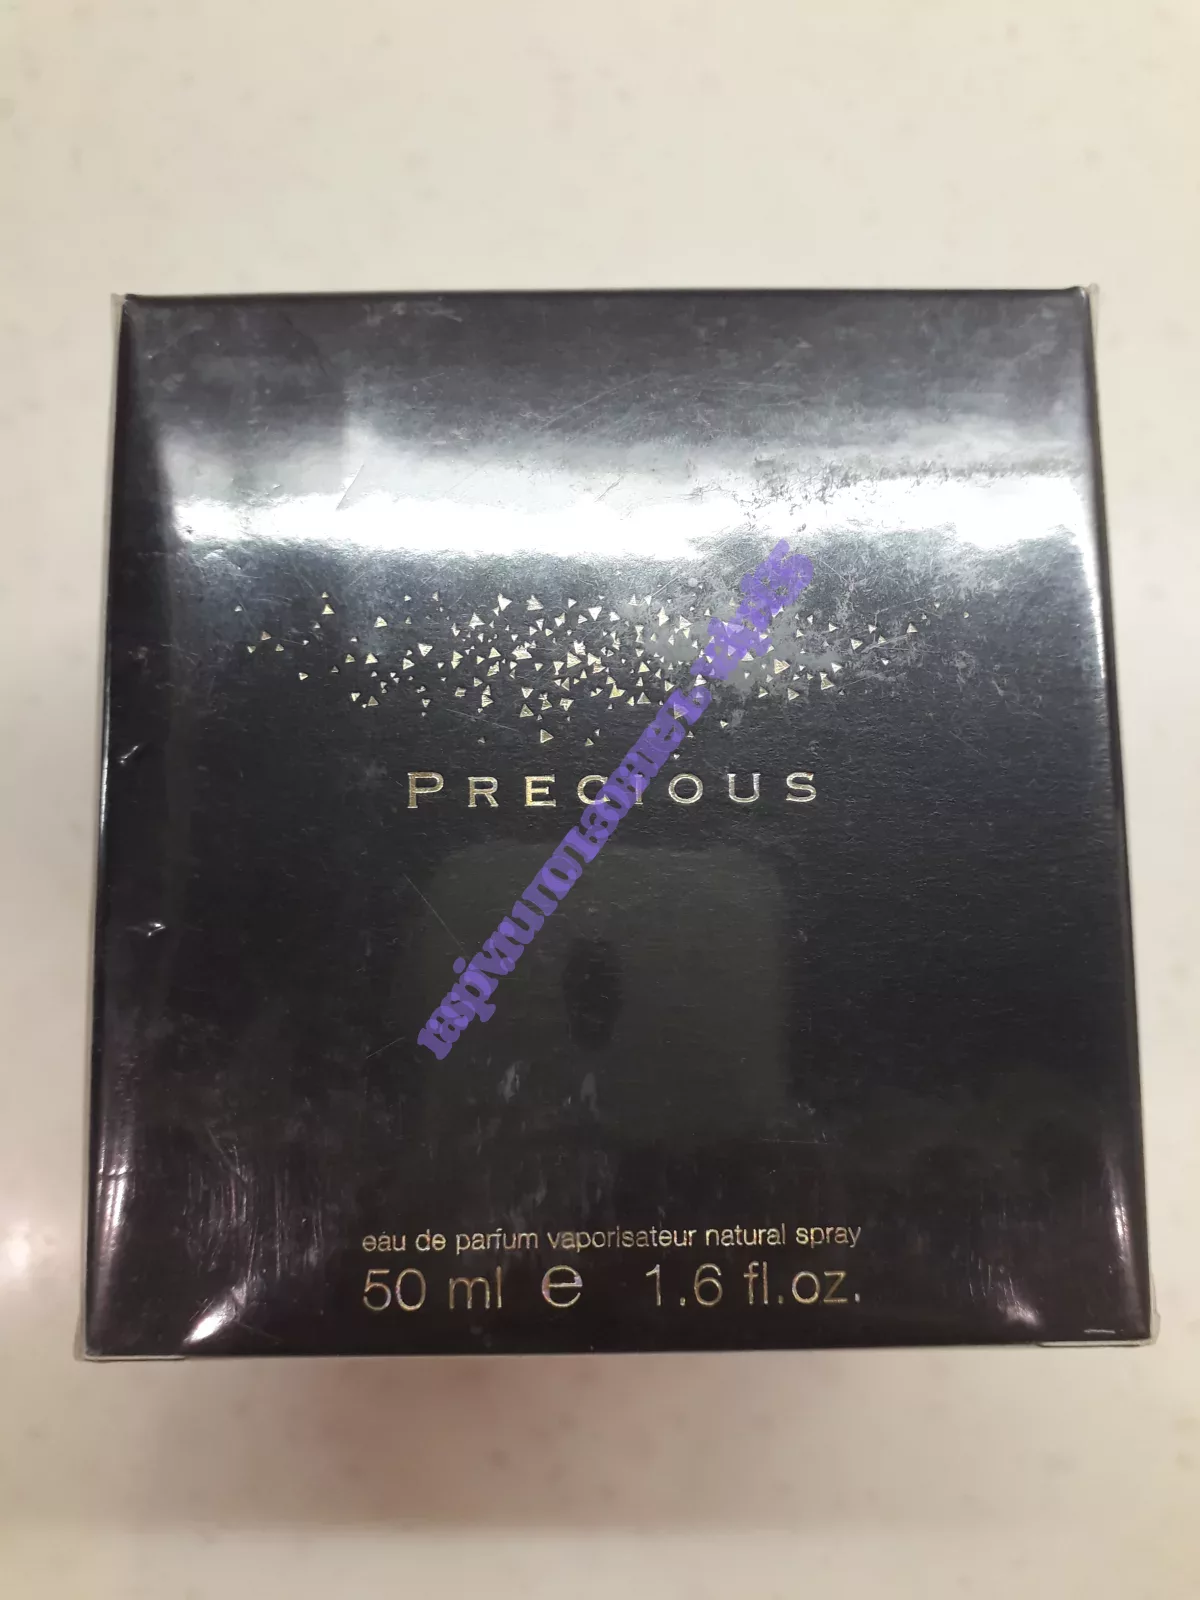 PRECIOUS
eau de parfum vaporisateur natural spray
50 ml e 1.6 fl.oz.